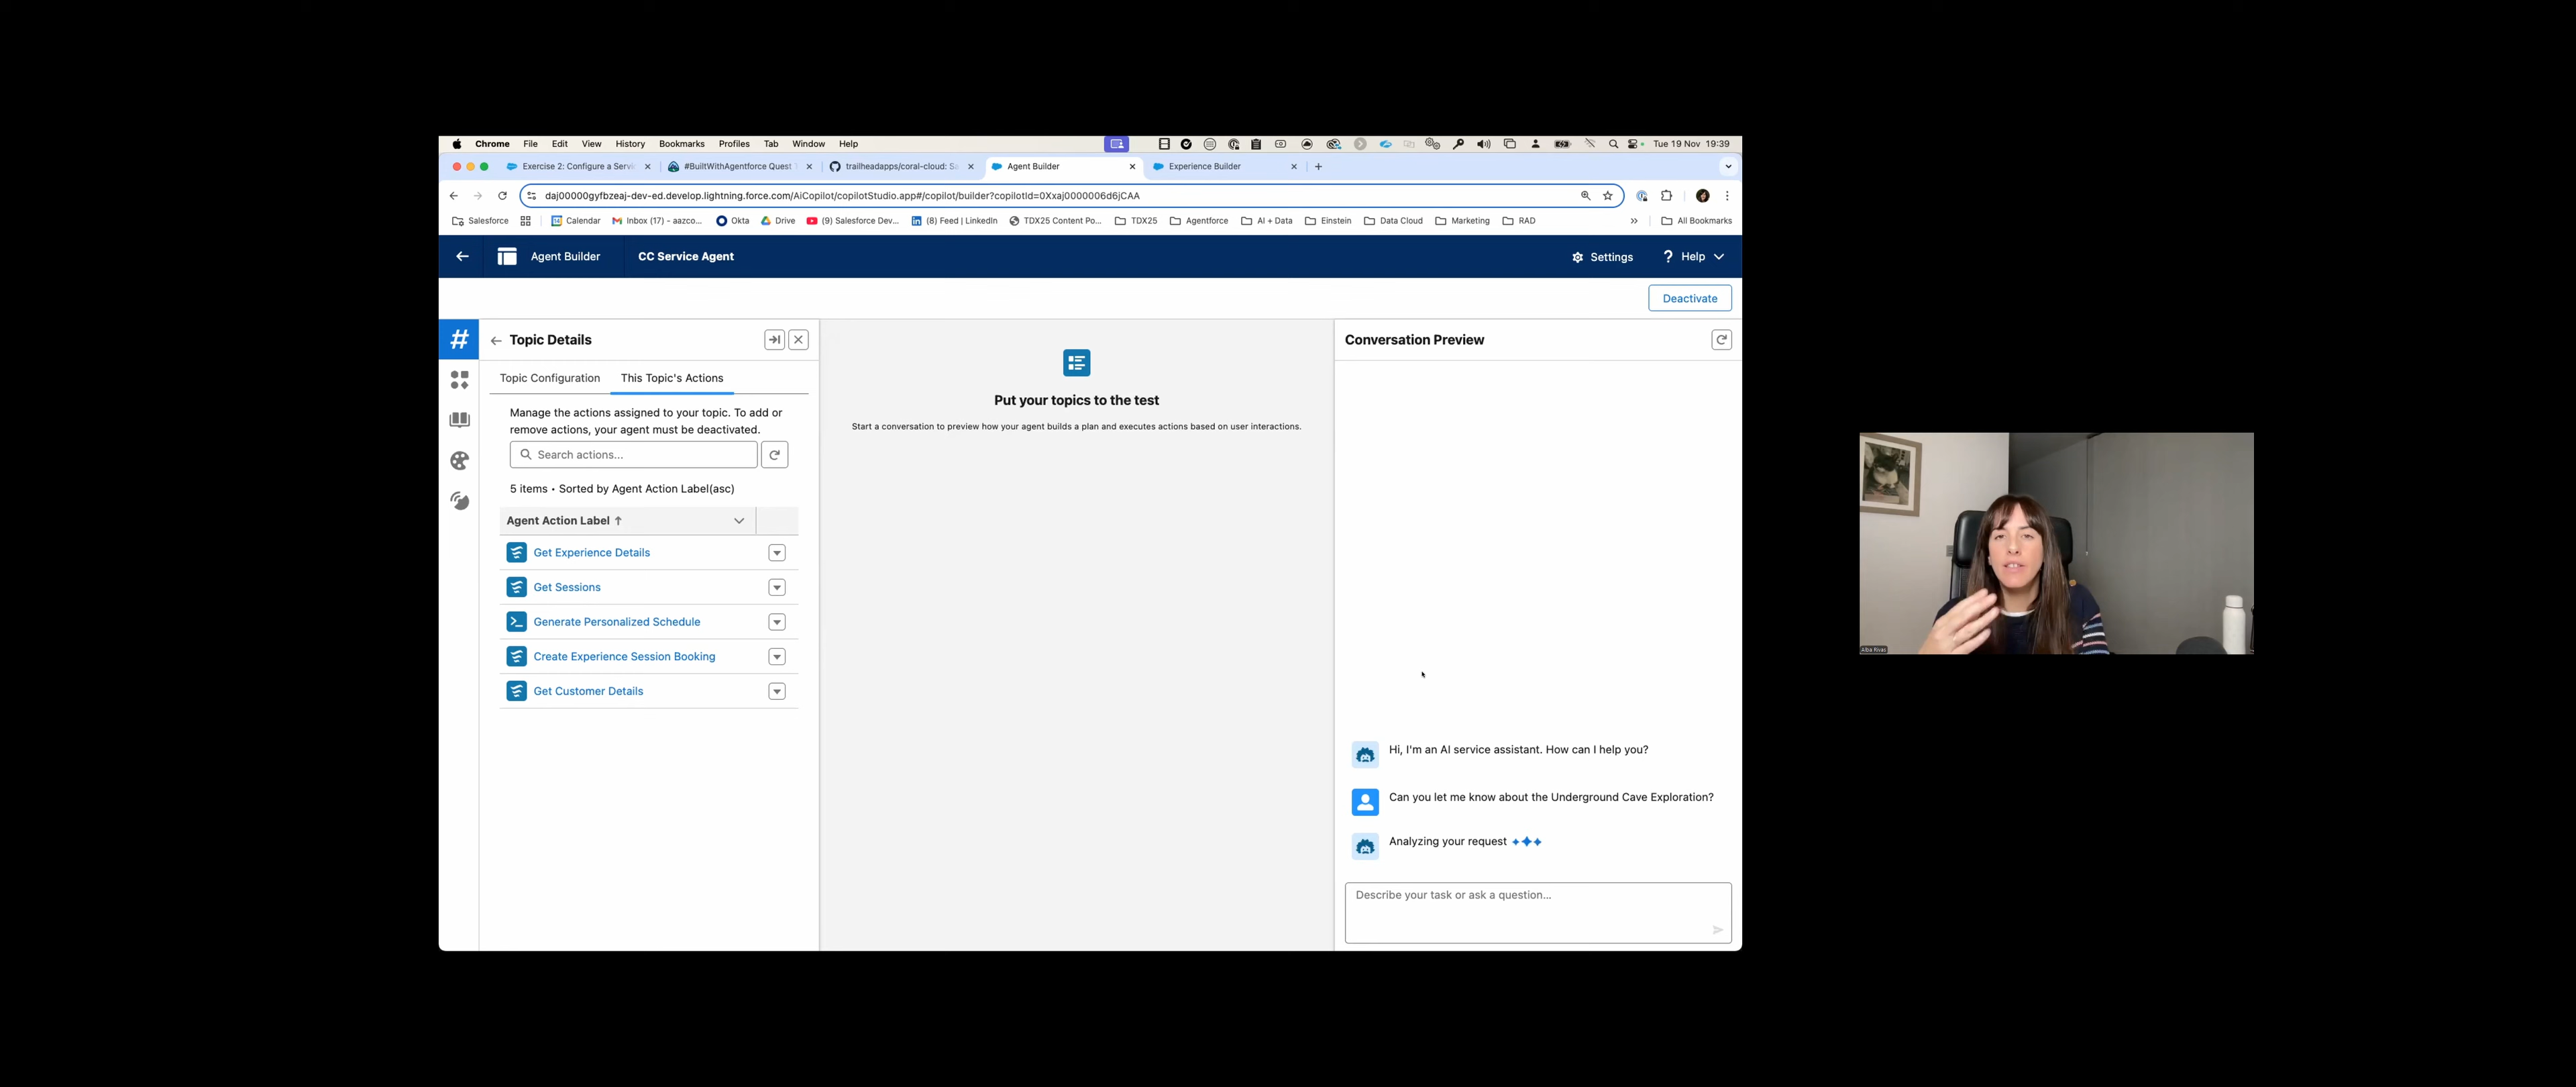 Chrome File Edit View History Bookmarks Profiles Tab Window Help Tue 19 Nov 19:39
Exercise 2: Configure a Servi #BuiltWithAgentforce Quest trailheadapps/coral-cloud: Sa Agent Builder Experience Builder
daj00000gyfbzeaj-dev-ed.develop.lightning.force.com/AiCopilot/copilotStudio.app#/copilot/builder?copilotId=0Xxaj0000006d6jCAA
Salesforce Calendar Inbox (17) - aazco... Okta Drive (9) Salesforce Dev... (8) Feed | LinkedIn TDX25 Content Po... TDX25 Agentforce AI + Data Einstein Data Cloud Marketing RAD » All Bookmarks
Agent Builder CC Service Agent Settings ? Help
Deactivate
# Topic Details
Topic Configuration This Topic's Actions
Manage the actions assigned to your topic. To add or
remove actions, your agent must be deactivated.
Search actions...
5 items • Sorted by Agent Action Label(asc)
Agent Action Label ↑
Get Experience Details
Get Sessions
Generate Personalized Schedule
Create Experience Session Booking
Get Customer Details
Put your topics to the test
Start a conversation to preview how your agent builds a plan and executes actions based on user interactions.
Conversation Preview
Hi, I'm an AI service assistant. How can I help you?
Can you let me know about the Underground Cave Exploration?
Analyzing your request
Describe your task or ask a question...
Alba Rivas